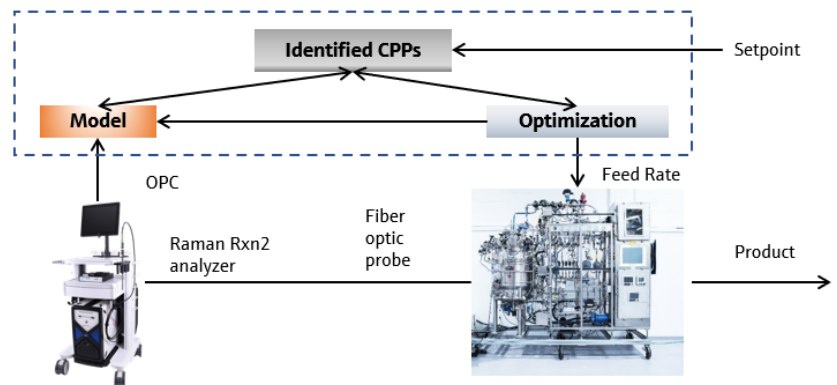 Identified CPPs
Setpoint
Model
Optimization
OPC
Feed Rate
Raman Rxn2
analyzer
Fiber
optic
probe
Product